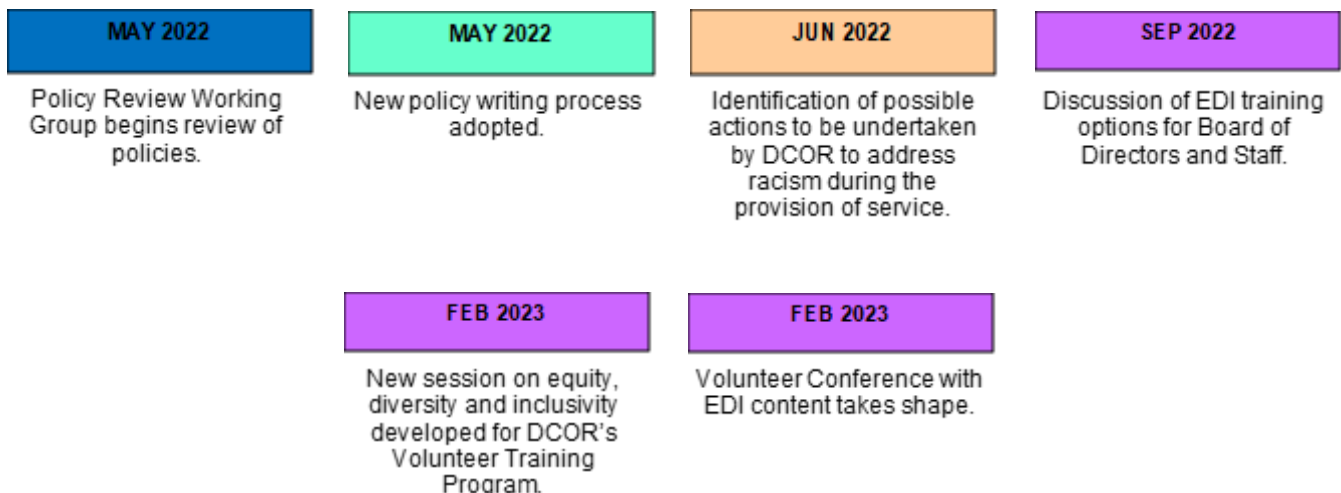 MAY 2022
Policy Review Working
Group begins review of
policies.
MAY 2022
New policy writing process
adopted.
JUN 2022
Identification of possible
actions to be undertaken
by DCOR to address
racism during the
provision of service.
SEP 2022
Discussion of EDI training
options for Board of
Directors and Staff.
FEB 2023
New session on equity,
diversity and inclusivity
developed for DCOR's
Volunteer Training
Program.
FEB 2023
Volunteer Conference with
EDI content takes shape.